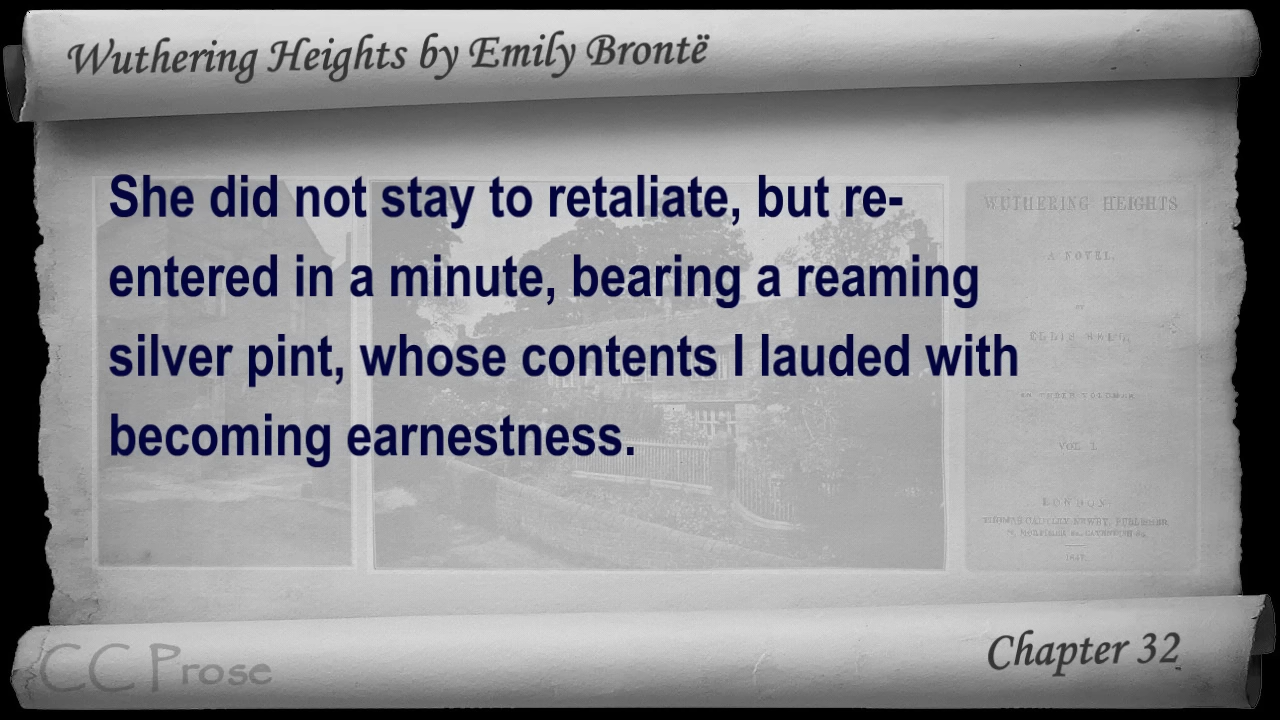 Wuthering Heights by Emily Brontë
She did not stay to retaliate, but re-
entered in a minute, bearing a reaming
silver pint, whose contents I lauded with
becoming earnestness.
WUTHERING HEIGHTS
A NOVEL,
VOL. I.
LONDON:
1847.
CC Prose
Chapter 32